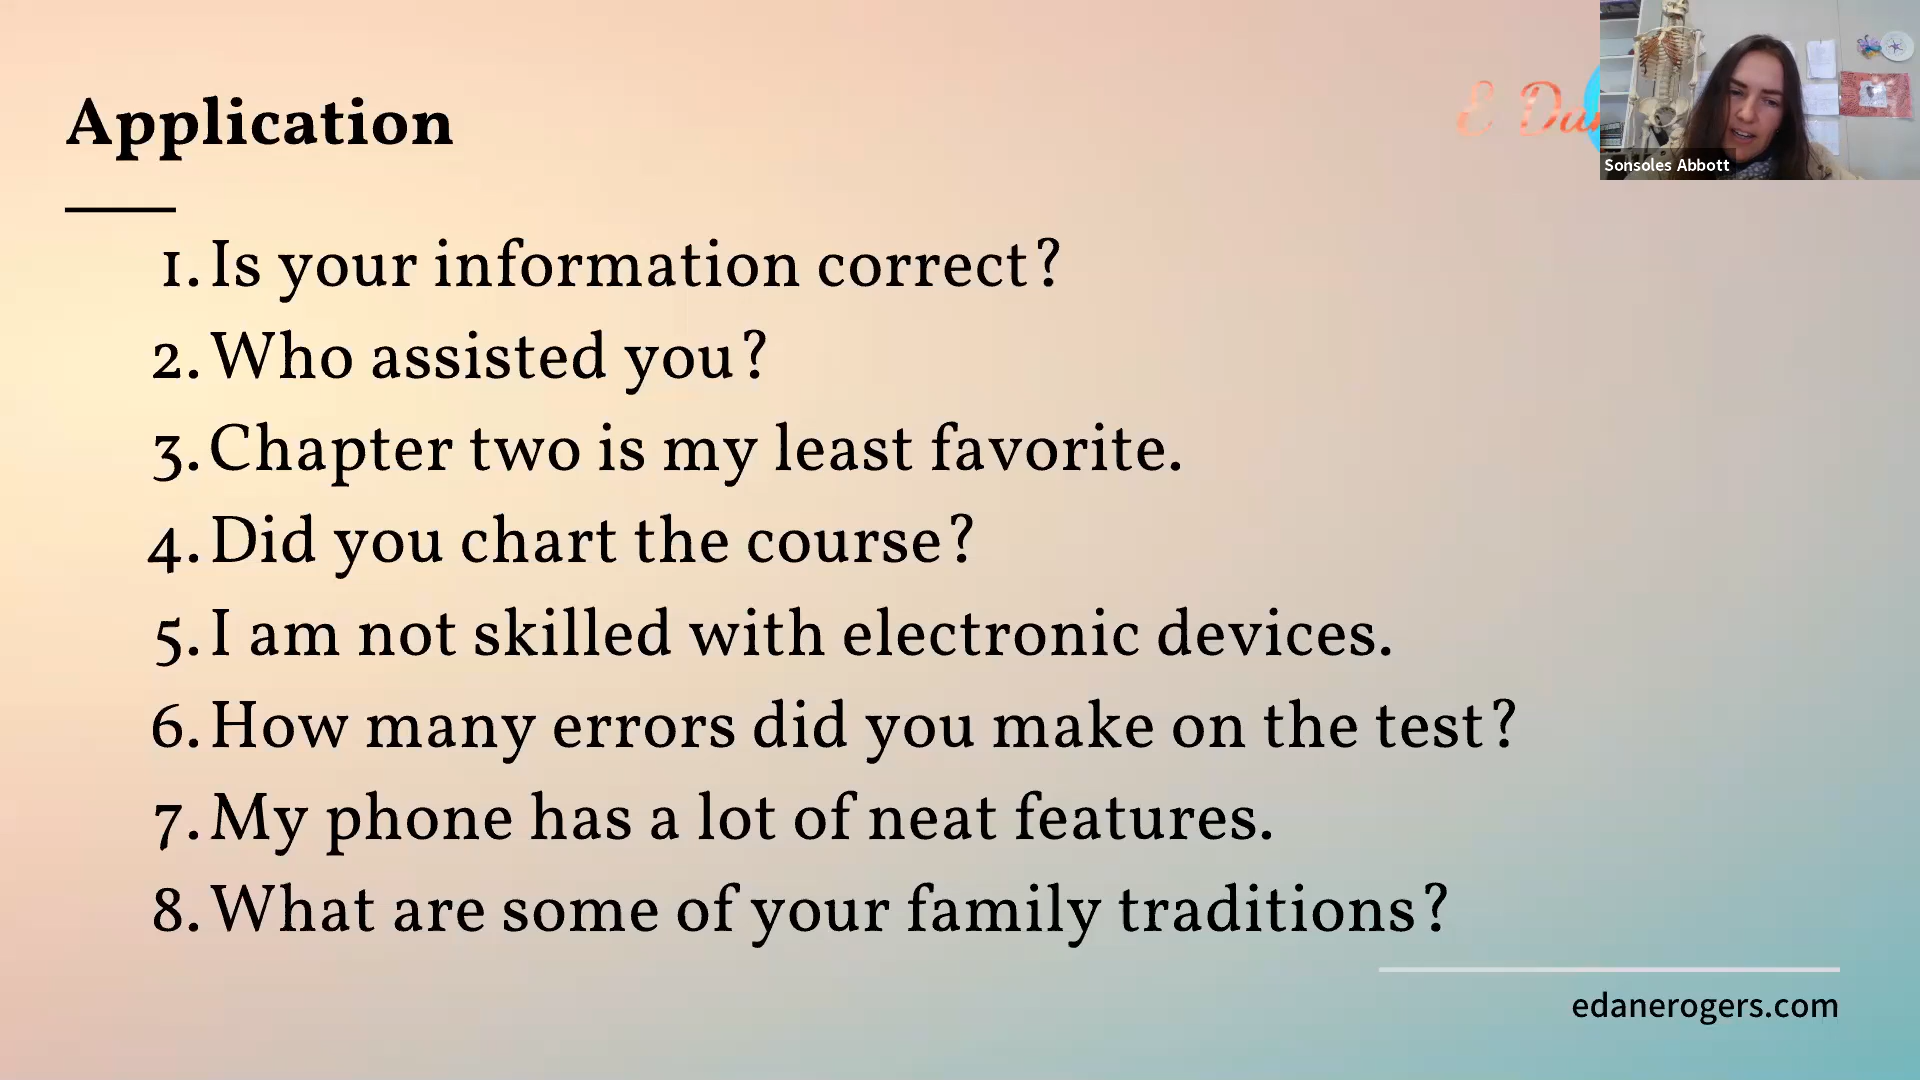 Application
E Da
Sonsoles Abbott
1. Is your information correct?
2. Who assisted you?
3. Chapter two is my least favorite.
4. Did you chart the course?
5. I am not skilled with electronic devices.
6. How many errors did you make on the test?
7. My phone has a lot of neat features.
8. What are some of your family traditions?
edanerogers.com